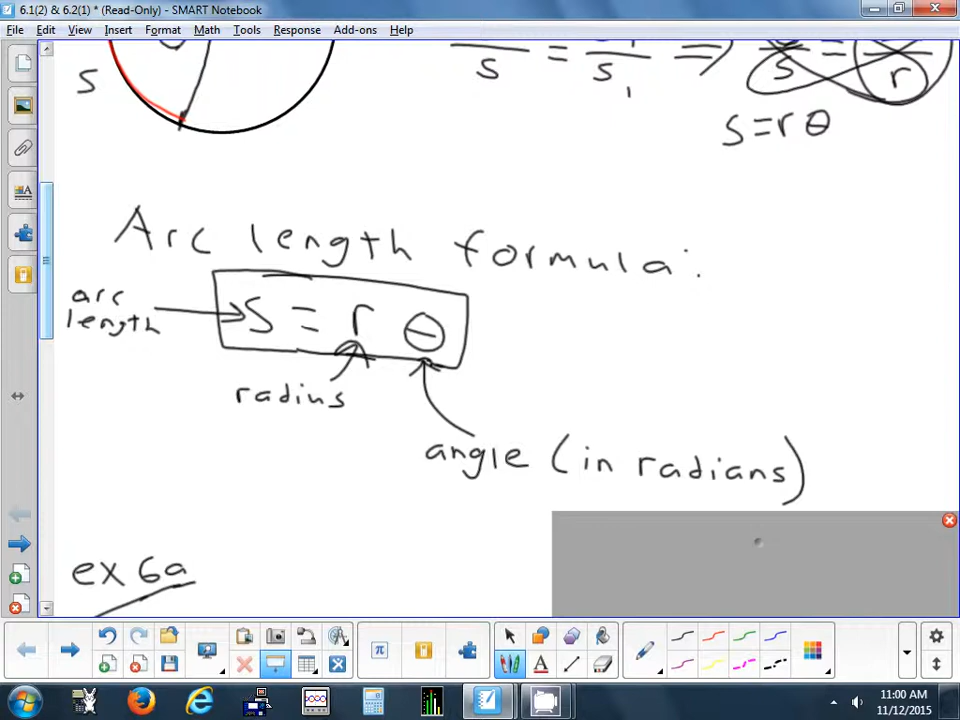 6.1(2) & 6.2(1) * (Read-Only) - SMART Notebook
File Edit View Insert Format Math Tools Response Add-ons Help
S
S = S₁ ⇒ S = r
S = r θ
Arc length formula:
arc length
S = r θ
radius
angle (in radians)
ex 6a
11:00 AM
11/12/2015